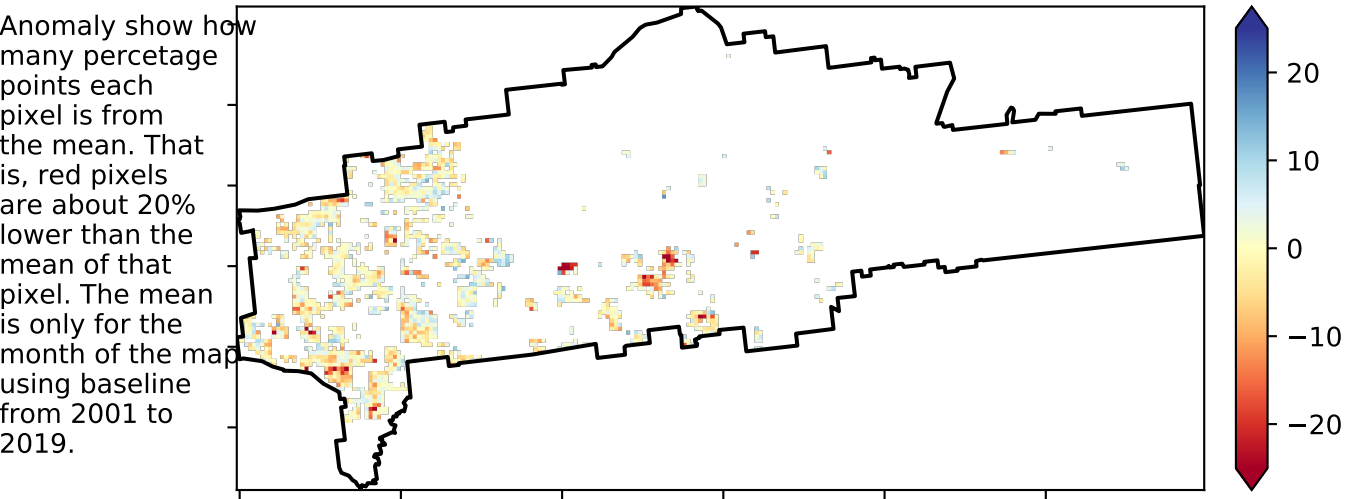 Anomaly show how
many percetage
points each
pixel is from
the mean. That
is, red pixels
are about 20%
lower than the
mean of that
pixel. The mean
is only for the
month of the map
using baseline
from 2001 to
2019.
20
10
0
−10
−20